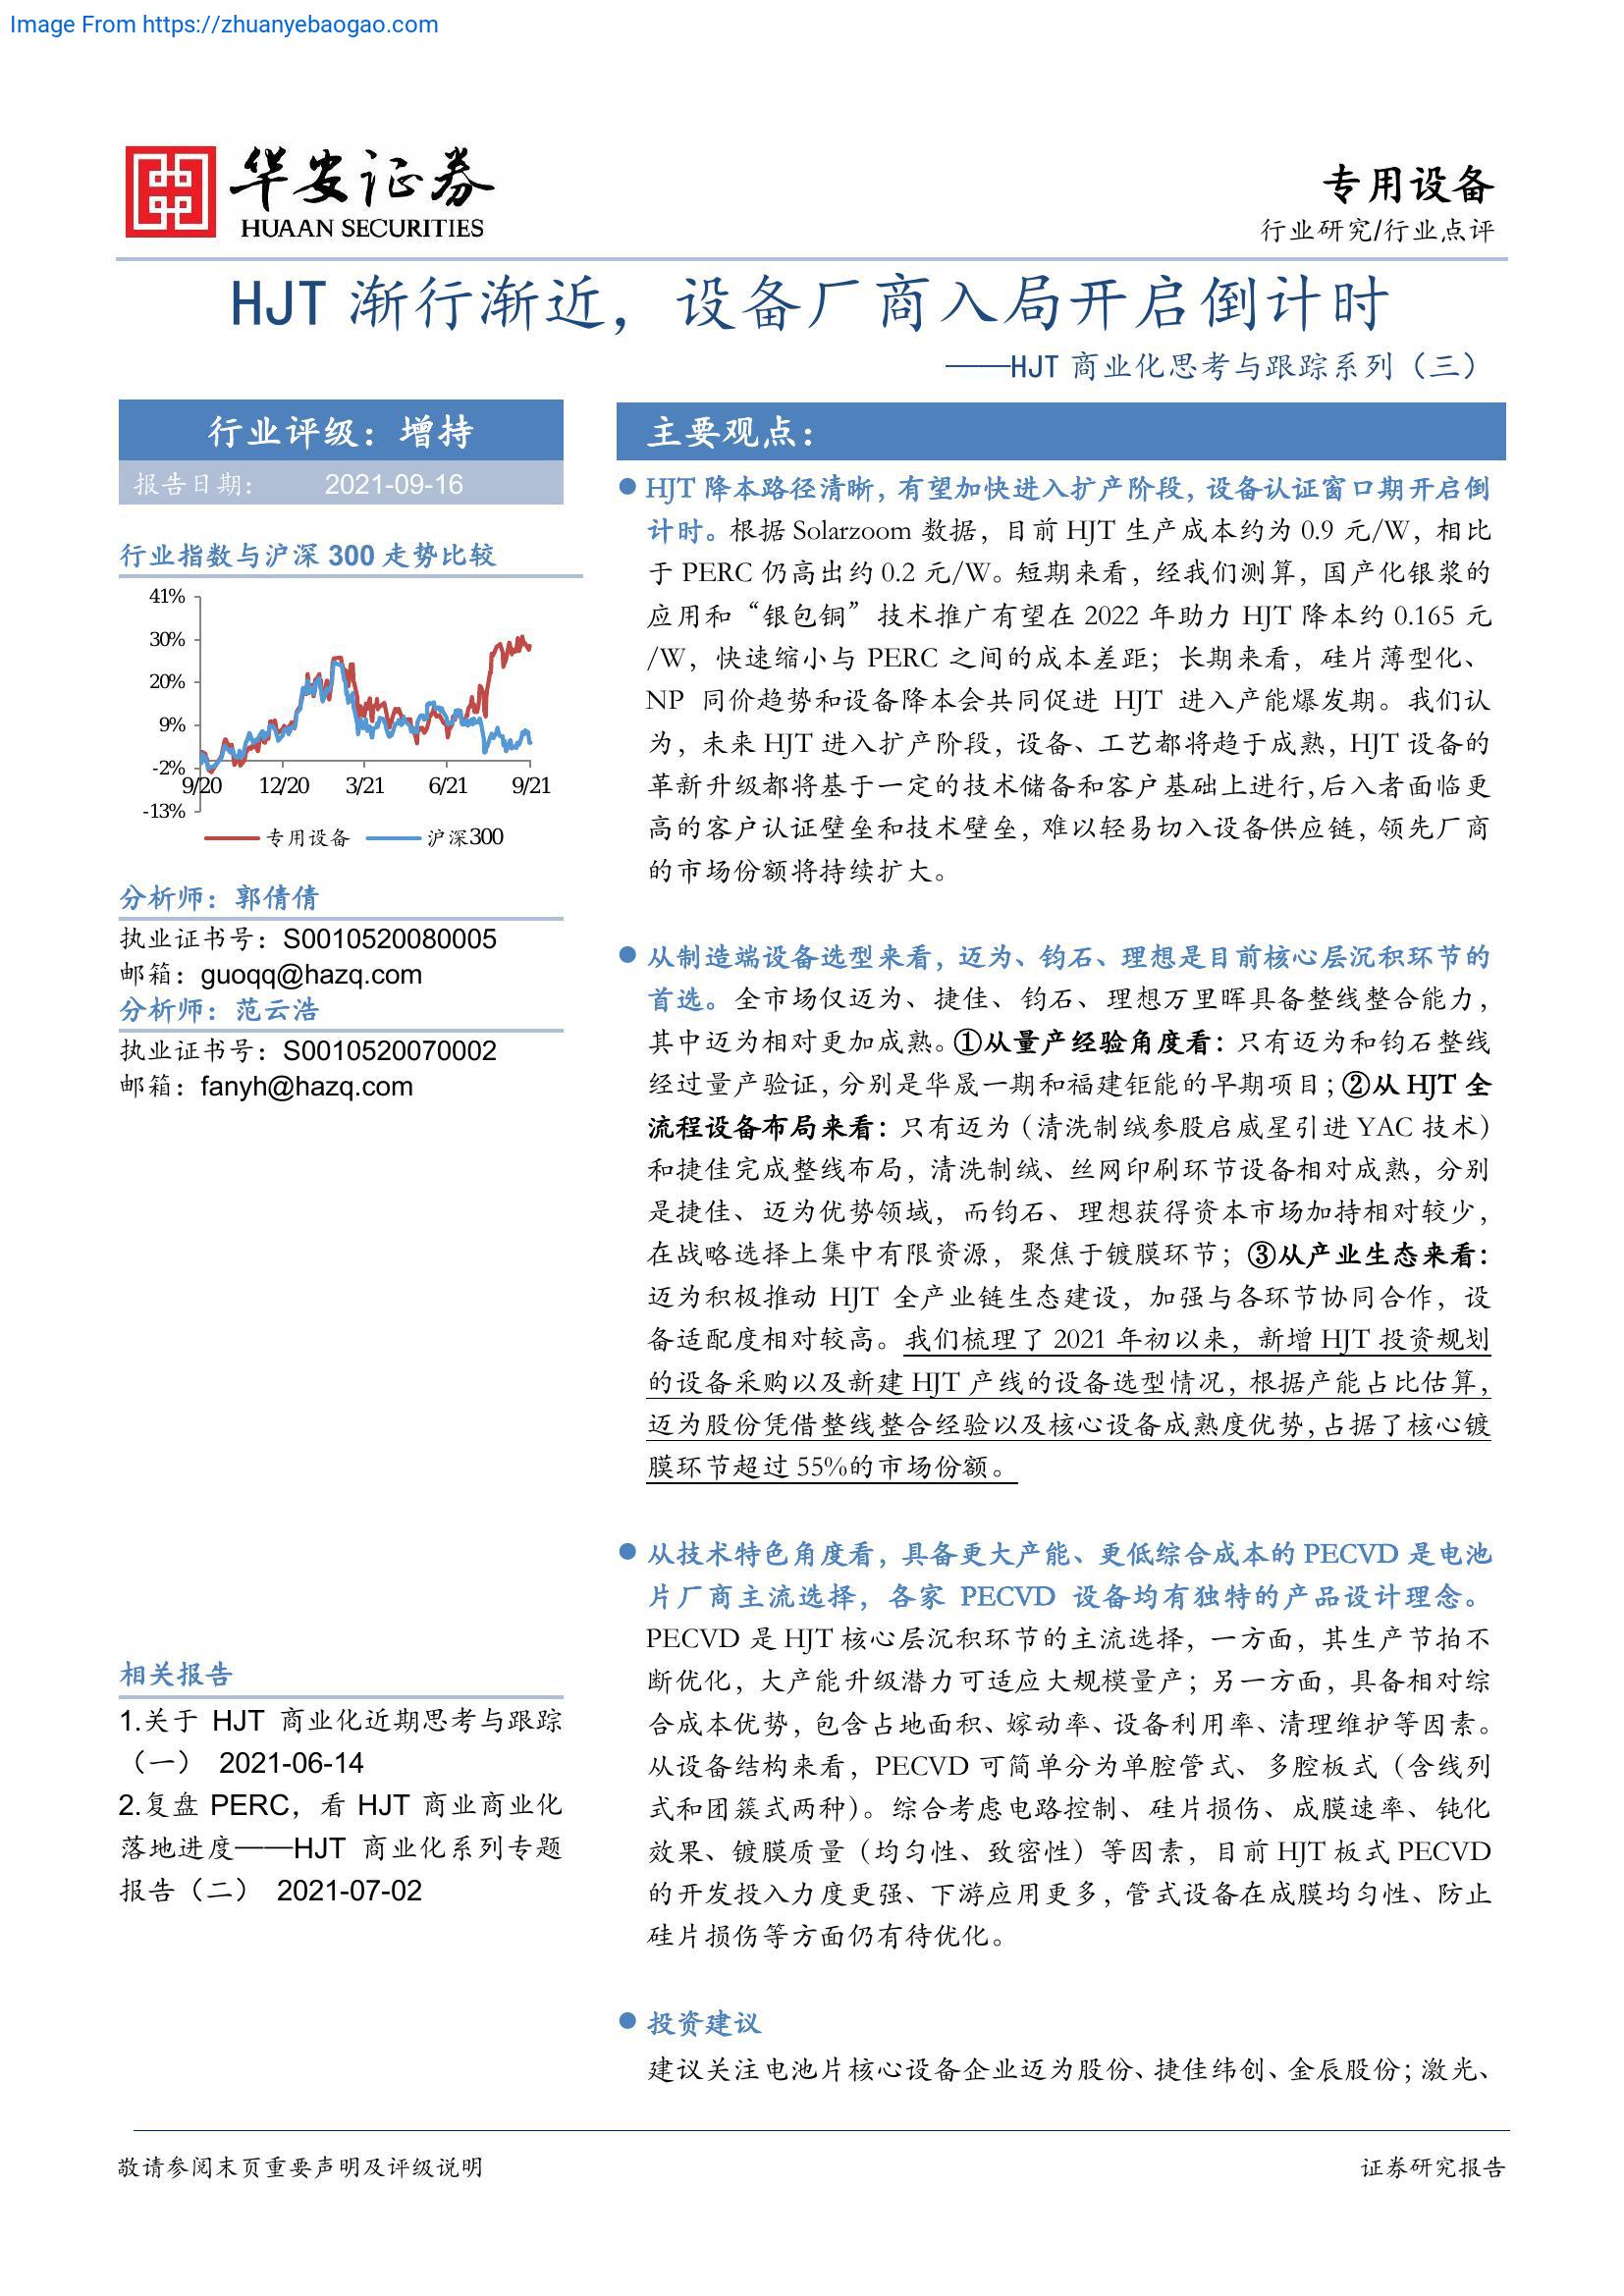 Image From https://zhuanyebaogao.com
华安证券
HUAAN SECURITIES
专用设备
行业研究/行业点评
HJT 渐行渐近，设备厂商入局开启倒计时
——HJT 商业化思考与跟踪系列（三）
行业评级：增持
报告日期： 2021-09-16
行业指数与沪深 300 走势比较
41%
30%
20%
9%
-2%
-13%
9/20 12/20 3/21 6/21 9/21
专用设备 沪深300
分析师：郭倩倩
执业证书号：S0010520080005
邮箱：guoqq@hazq.com
分析师：范云浩
执业证书号：S0010520070002
邮箱：fanyh@hazq.com
相关报告
1.关于 HJT 商业化近期思考与跟踪
（一） 2021-06-14
2.复盘 PERC，看 HJT 商业商业化
落地进度——HJT 商业化系列专题
报告（二） 2021-07-02
主要观点：
HJT 降本路径清晰，有望加快进入扩产阶段，设备认证窗口期开启倒
计时。根据 Solarzoom 数据，目前 HJT 生产成本约为 0.9 元/W，相比
于 PERC 仍高出约 0.2 元/W。短期来看，经我们测算，国产化银浆的
应用和“银包铜”技术推广有望在 2022 年助力 HJT 降本约 0.165 元
/W，快速缩小与 PERC 之间的成本差距；长期来看，硅片薄型化、
NP 同价趋势和设备降本会共同促进 HJT 进入产能爆发期。我们认
为，未来 HJT 进入扩产阶段，设备、工艺都将趋于成熟，HJT 设备的
革新升级都将基于一定的技术储备和客户基础上进行，后入者面临更
高的客户认证壁垒和技术壁垒，难以轻易切入设备供应链，领先厂商
的市场份额将持续扩大。
从制造端设备选型来看，迈为、钧石、理想是目前核心层沉积环节的
首选。全市场仅迈为、捷佳、钧石、理想万里晖具备整线整合能力，
其中迈为相对更加成熟。①从量产经验角度看：只有迈为和钧石整线
经过量产验证，分别是华晟一期和福建钜能的早期项目；②从 HJT 全
流程设备布局来看：只有迈为（清洗制绒参股启威星引进 YAC 技术）
和捷佳完成整线布局，清洗制绒、丝网印刷环节设备相对成熟，分别
是捷佳、迈为优势领域，而钧石、理想获得资本市场加持相对较少，
在战略选择上集中有限资源，聚焦于镀膜环节；③从产业生态来看：
迈为积极推动 HJT 全产业链生态建设，加强与各环节协同合作，设
备适配度相对较高。我们梳理了 2021 年初以来，新增 HJT 投资规划
的设备采购以及新建 HJT 产线的设备选型情况，根据产能占比估算，
迈为股份凭借整线整合经验以及核心设备成熟度优势，占据了核心镀
膜环节超过 55%的市场份额。
从技术特色角度看，具备更大产能、更低综合成本的 PECVD 是电池
片厂商主流选择，各家 PECVD 设备均有独特的产品设计理念。
PECVD 是 HJT 核心层沉积环节的主流选择，一方面，其生产节拍不
断优化，大产能升级潜力可适应大规模量产；另一方面，具备相对综
合成本优势，包含占地面积、嫁动率、设备利用率、清理维护等因素。
从设备结构来看，PECVD 可简单分为单腔管式、多腔板式（含线列
式和团簇式两种）。综合考虑电路控制、硅片损伤、成膜速率、钝化
效果、镀膜质量（均匀性、致密性）等因素，目前 HJT 板式 PECVD
的开发投入力度更强、下游应用更多，管式设备在成膜均匀性、防止
硅片损伤等方面仍有待优化。
投资建议
建议关注电池片核心设备企业迈为股份、捷佳纬创、金辰股份；激光、
敬请参阅末页重要声明及评级说明 证券研究报告